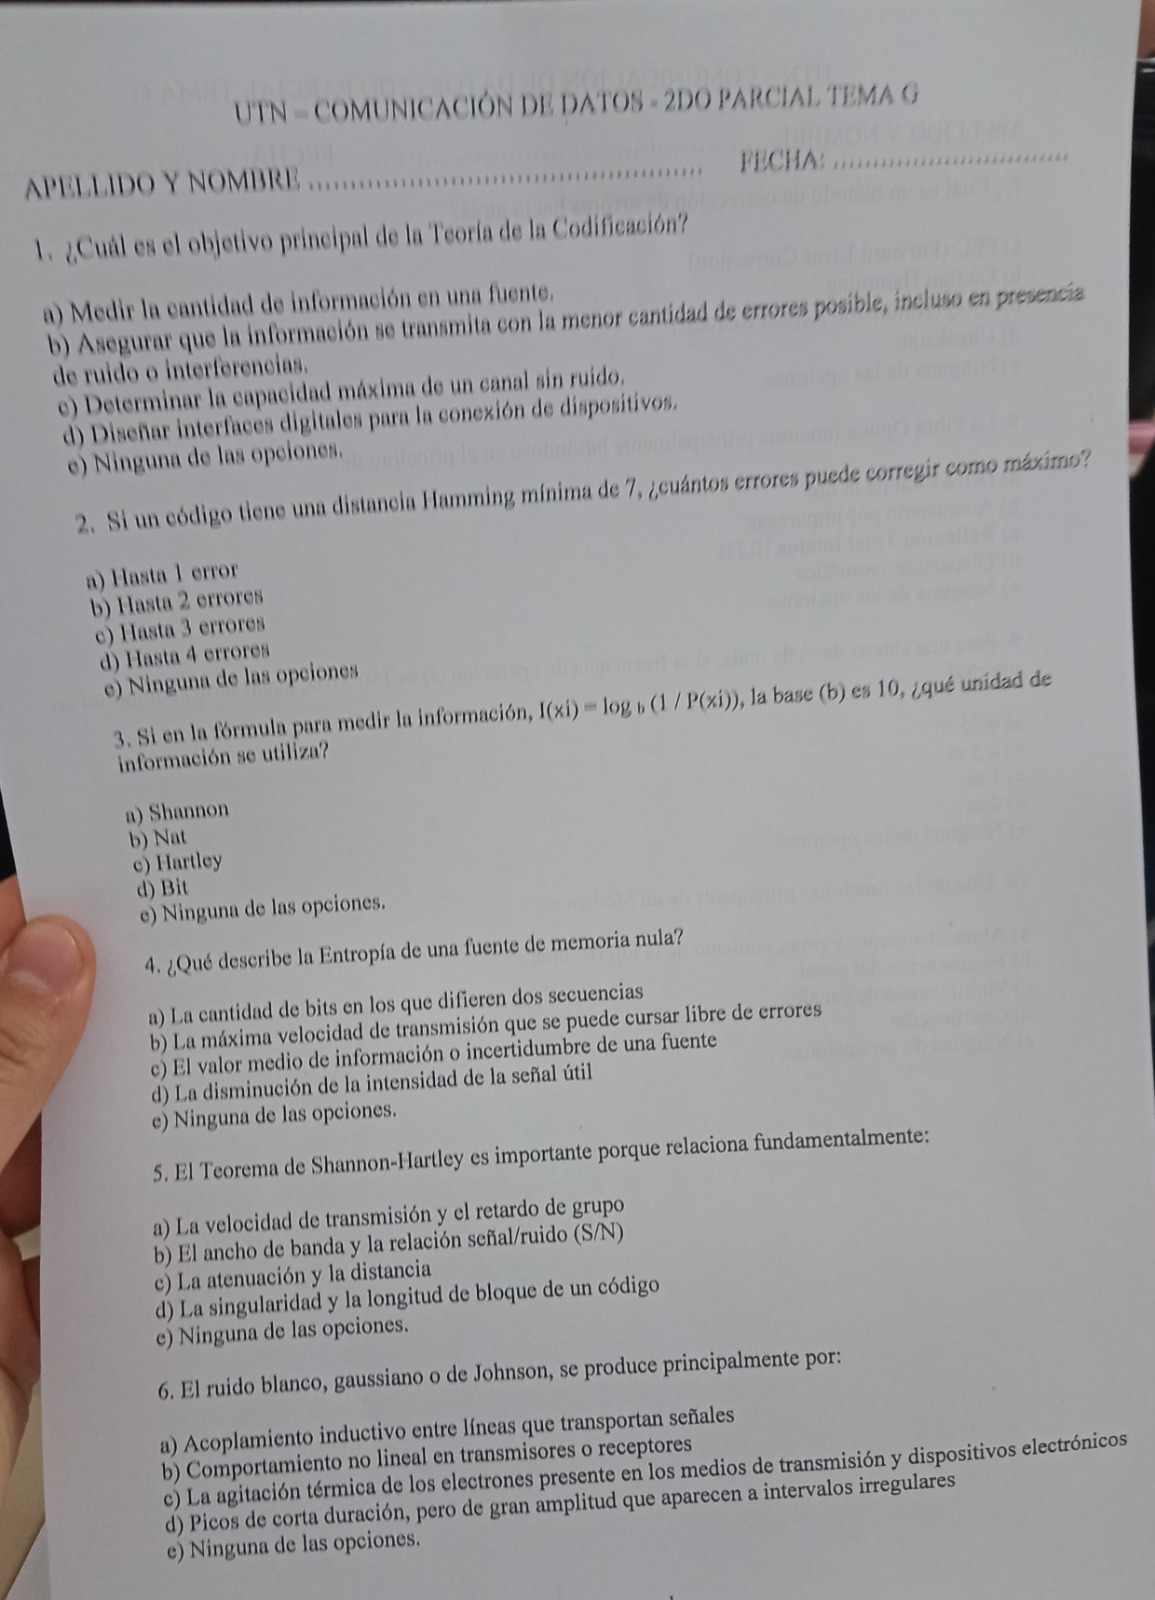 UTN – COMUNICACIÓN DE DATOS - 2DO PARCIAL TEMA G
APELLIDO Y NOMBRE ............................................... FECHA: ............................
1. ¿Cuál es el objetivo principal de la Teoría de la Codificación?
a) Medir la cantidad de información en una fuente.
b) Asegurar que la información se transmita con la menor cantidad de errores posible, incluso en presencia
de ruido o interferencias.
c) Determinar la capacidad máxima de un canal sin ruido.
d) Diseñar interfaces digitales para la conexión de dispositivos.
e) Ninguna de las opciones.
2. Si un código tiene una distancia Hamming mínima de 7, ¿cuántos errores puede corregir como máximo?
a) Hasta 1 error
b) Hasta 2 errores
c) Hasta 3 errores
d) Hasta 4 errores
e) Ninguna de las opciones
3. Si en la fórmula para medir la información, I(xi) = log b (1 / P(xi)), la base (b) es 10, ¿qué unidad de
información se utiliza?
a) Shannon
b) Nat
c) Hartley
d) Bit
e) Ninguna de las opciones.
4. ¿Qué describe la Entropía de una fuente de memoria nula?
a) La cantidad de bits en los que difieren dos secuencias
b) La máxima velocidad de transmisión que se puede cursar libre de errores
c) El valor medio de información o incertidumbre de una fuente
d) La disminución de la intensidad de la señal útil
e) Ninguna de las opciones.
5. El Teorema de Shannon-Hartley es importante porque relaciona fundamentalmente:
a) La velocidad de transmisión y el retardo de grupo
b) El ancho de banda y la relación señal/ruido (S/N)
c) La atenuación y la distancia
d) La singularidad y la longitud de bloque de un código
e) Ninguna de las opciones.
6. El ruido blanco, gaussiano o de Johnson, se produce principalmente por:
a) Acoplamiento inductivo entre líneas que transportan señales
b) Comportamiento no lineal en transmisores o receptores
c) La agitación térmica de los electrones presente en los medios de transmisión y dispositivos electrónicos
d) Picos de corta duración, pero de gran amplitud que aparecen a intervalos irregulares
e) Ninguna de las opciones.